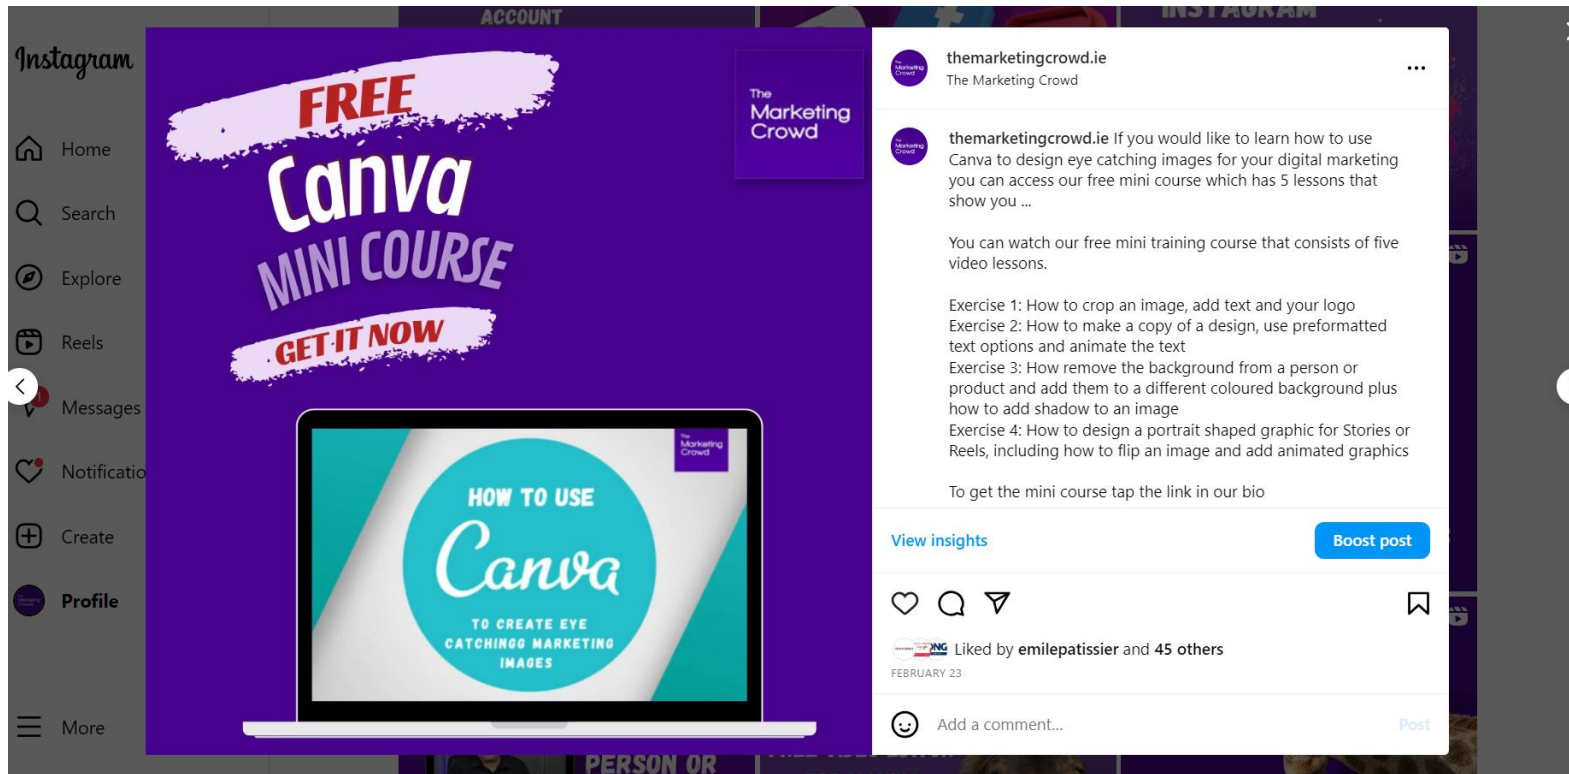 ACCOUNT
INSTAGRAM
Instagram
Home
Search
Explore
Reels
Messages
Notificatio
Create
Profile
More
FREE
Canva
MINI COURSE
GET IT NOW
The
Marketing
Crowd
The
Marketing
Crowd
HOW TO USE
Canva
TO CREATE EYE
CATCHINGG MARKETING
IMAGES
themarketingcrowd.ie
The Marketing Crowd
themarketingcrowd.ie If you would like to learn how to use
Canva to design eye catching images for your digital marketing
you can access our free mini course which has 5 lessons that
show you ...
You can watch our free mini training course that consists of five
video lessons.
Exercise 1: How to crop an image, add text and your logo
Exercise 2: How to make a copy of a design, use preformatted
text options and animate the text
Exercise 3: How remove the background from a person or
product and add them to a different coloured background plus
how to add shadow to an image
Exercise 4: How to design a portrait shaped graphic for Stories or
Reels, including how to flip an image and add animated graphics
To get the mini course tap the link in our bio
View insights
Boost post
Liked by emilepatissier and 45 others
FEBRUARY 23
Add a comment...
Post
PERSON OR